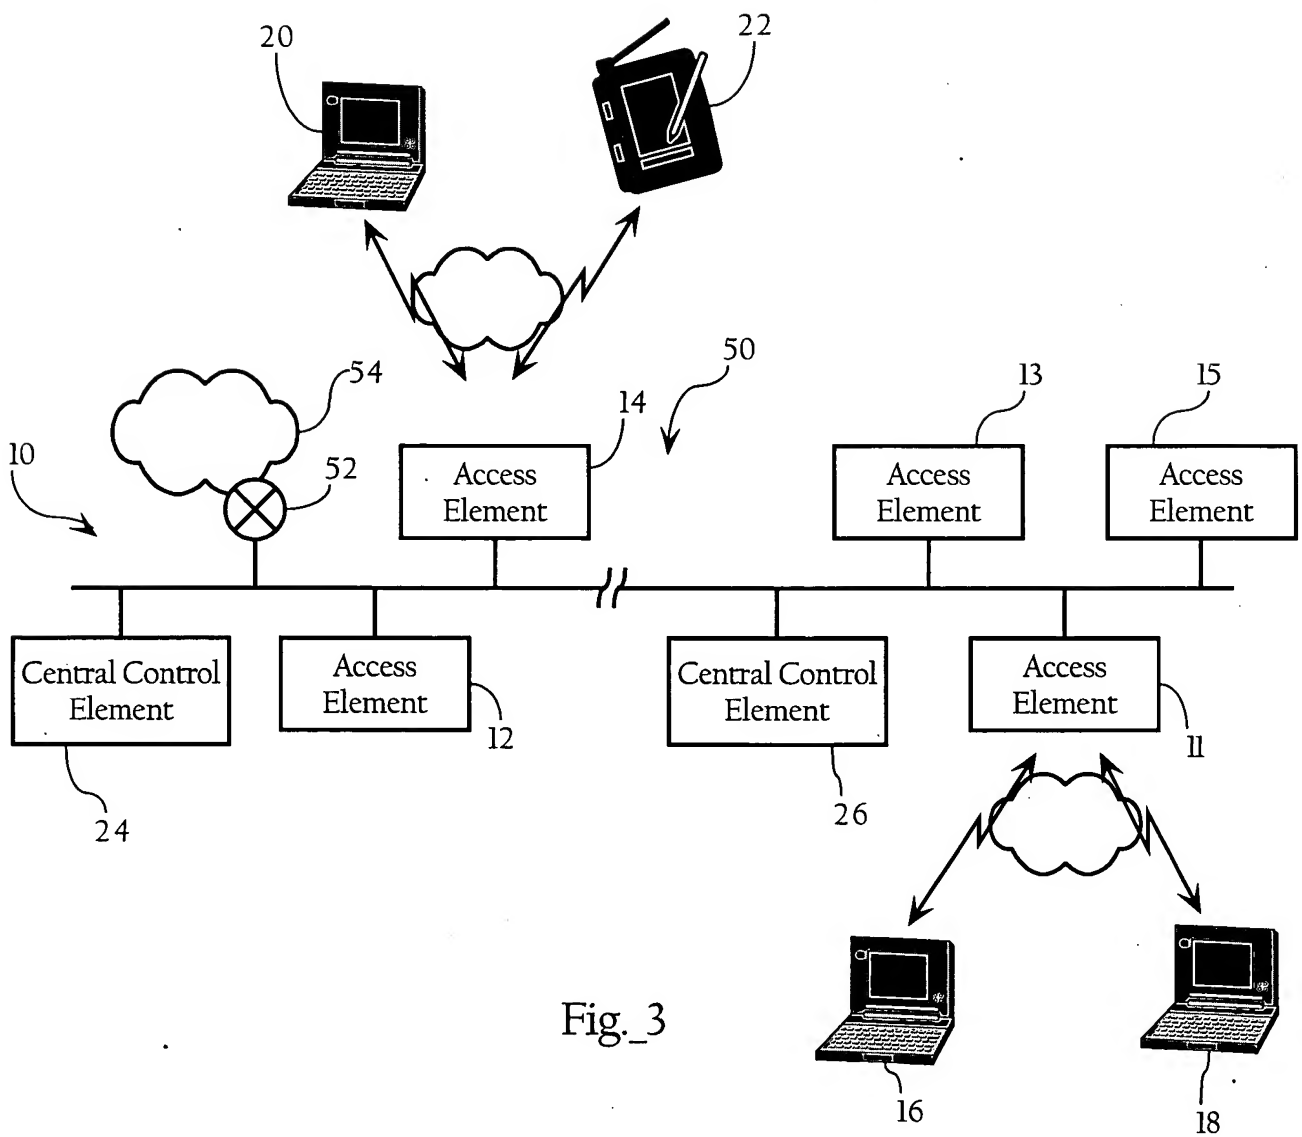 20
22
54
50
14
13
15
10
52
Access
Element
Access
Element
Access
Element
Central Control
Element
Access
Element
Central Control
Element
Access
Element
12
11
24
26
Fig._3
16
18